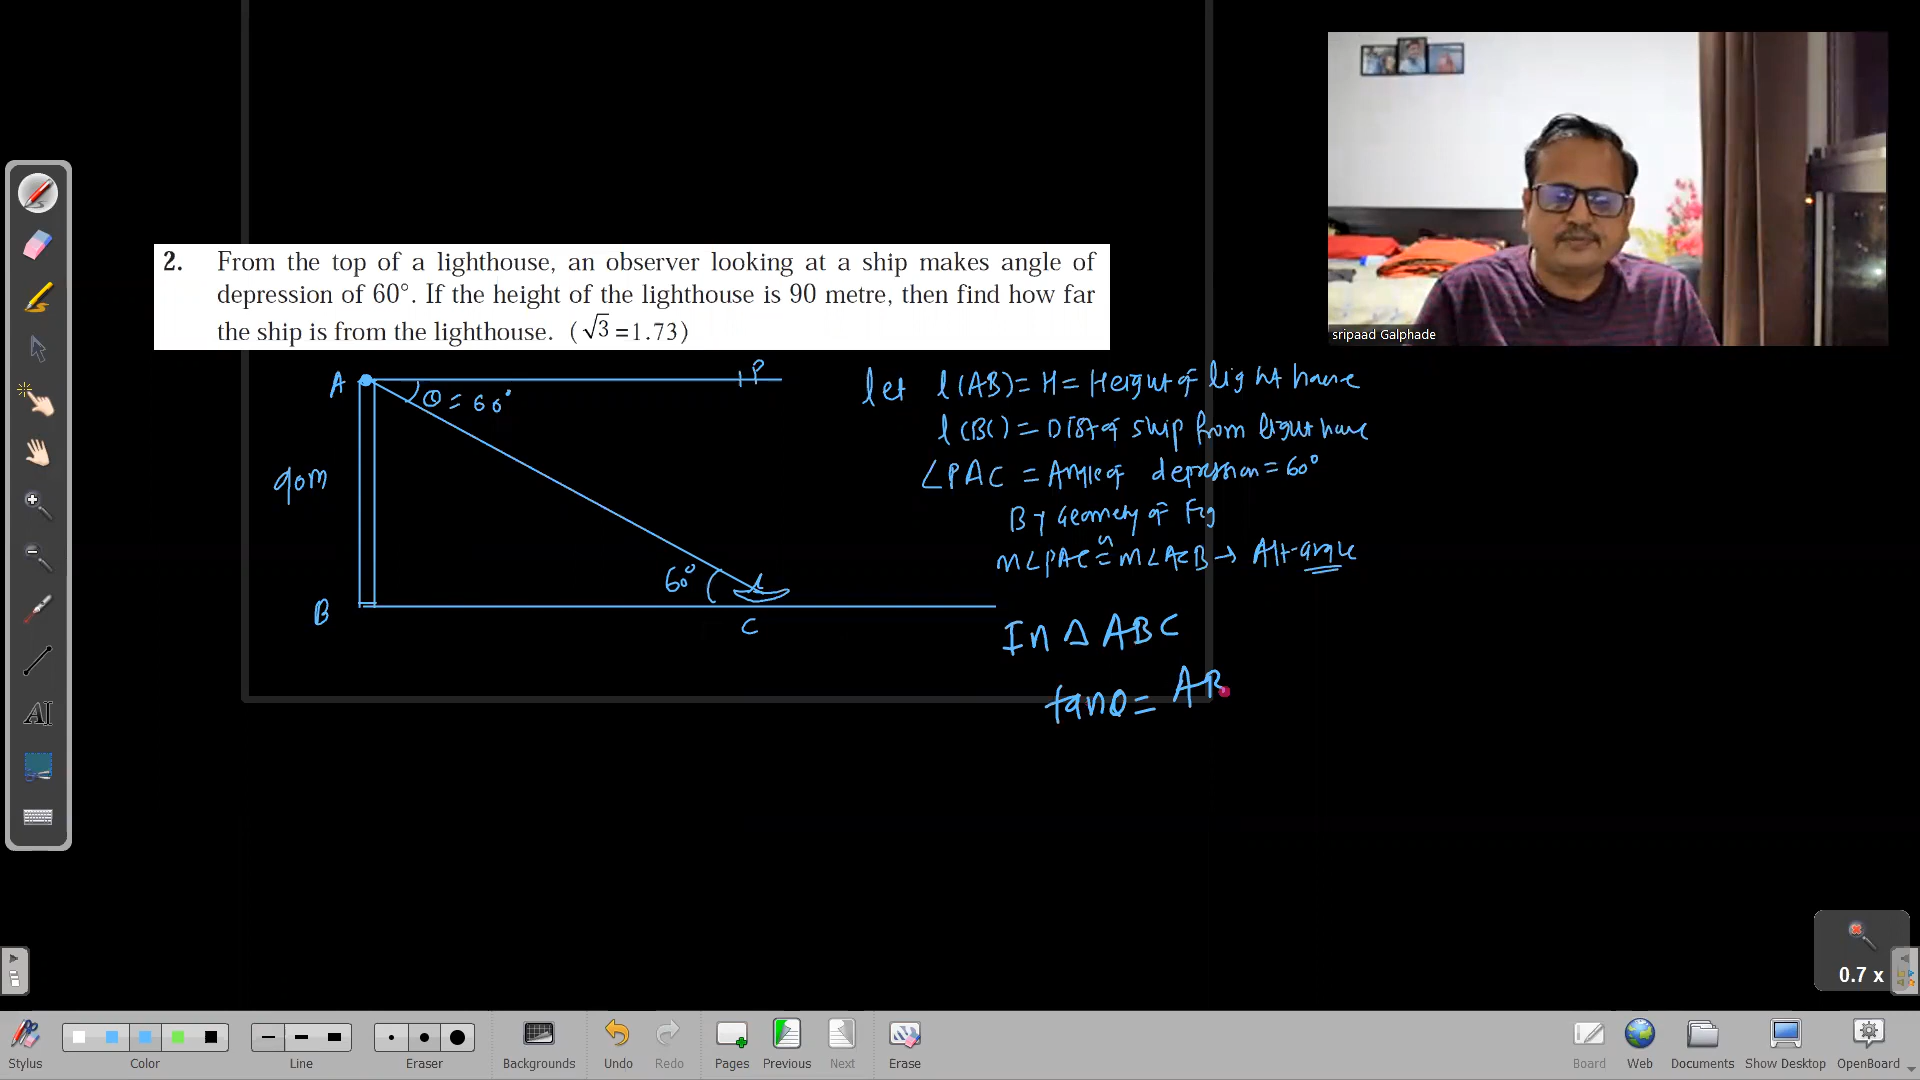 2. From the top of a lighthouse, an observer looking at a ship makes angle of
depression of 60°. If the height of the lighthouse is 90 metre, then find how far
the ship is from the lighthouse. (√3 =1.73)
sripaad Galphade
A
P
θ = 60°
90m
60°
B
C
let l(AB) = H = Height of light house
l(BC) = Dist of ship from light house
∠PAC = Angle of depression = 60°
By Geometry of Fig
m∠PAC ≅ m∠ACB → Alt-angle
In Δ ABC
tanθ = AB
AI
0.7 x
Stylus
Color
Line
Eraser
Backgrounds
Undo
Redo
Pages
Previous
Next
Erase
Board
Web
Documents
Show Desktop
OpenBoard